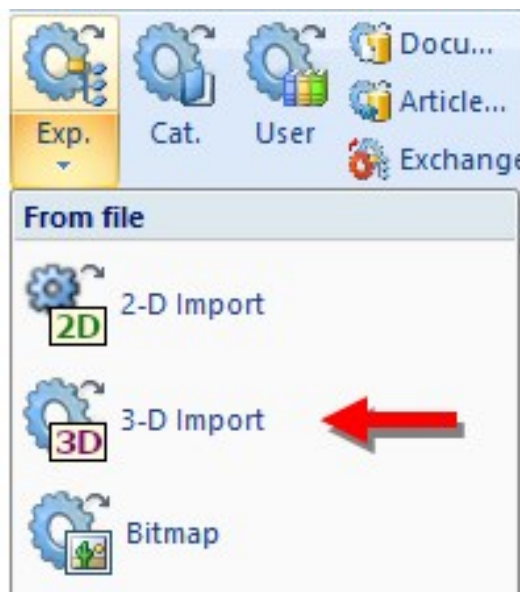 Exp.
Cat.
User
Docu...
Article...
Exchange
From file
2D
2-D Import
3D
3-D Import
Bitmap